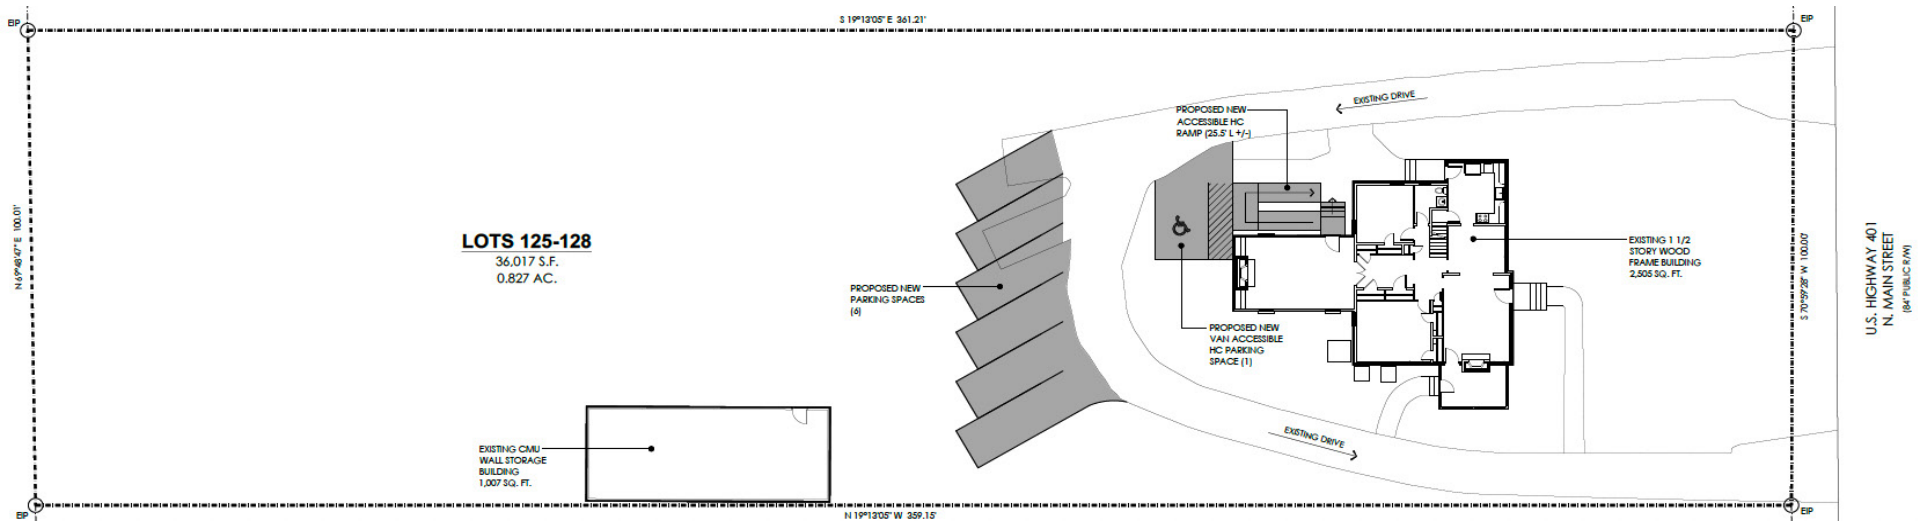 EIP
S 19°13'05" E 361.21'
EIP
EXISTING DRIVE
PROPOSED NEW
ACCESSIBLE HC
RAMP (25.5' L +/-)
N 69°48'47" E 100.01'
LOTS 125-128
36,017 S.F.
0.827 AC.
EXISTING 1 1/2
STORY WOOD
FRAME BUILDING
2,505 SQ. FT.
S 70°59'28" W 100.00'
U.S. HIGHWAY 401
N. MAIN STREET
(84' PUBLIC R/W)
PROPOSED NEW
PARKING SPACES
(6)
PROPOSED NEW
VAN ACCESSIBLE
HC PARKING
SPACE (1)
EXISTING CMU
WALL STORAGE
BUILDING
1,007 SQ. FT.
EXISTING DRIVE
EIP
N 19°13'05" W 359.15'
EIP